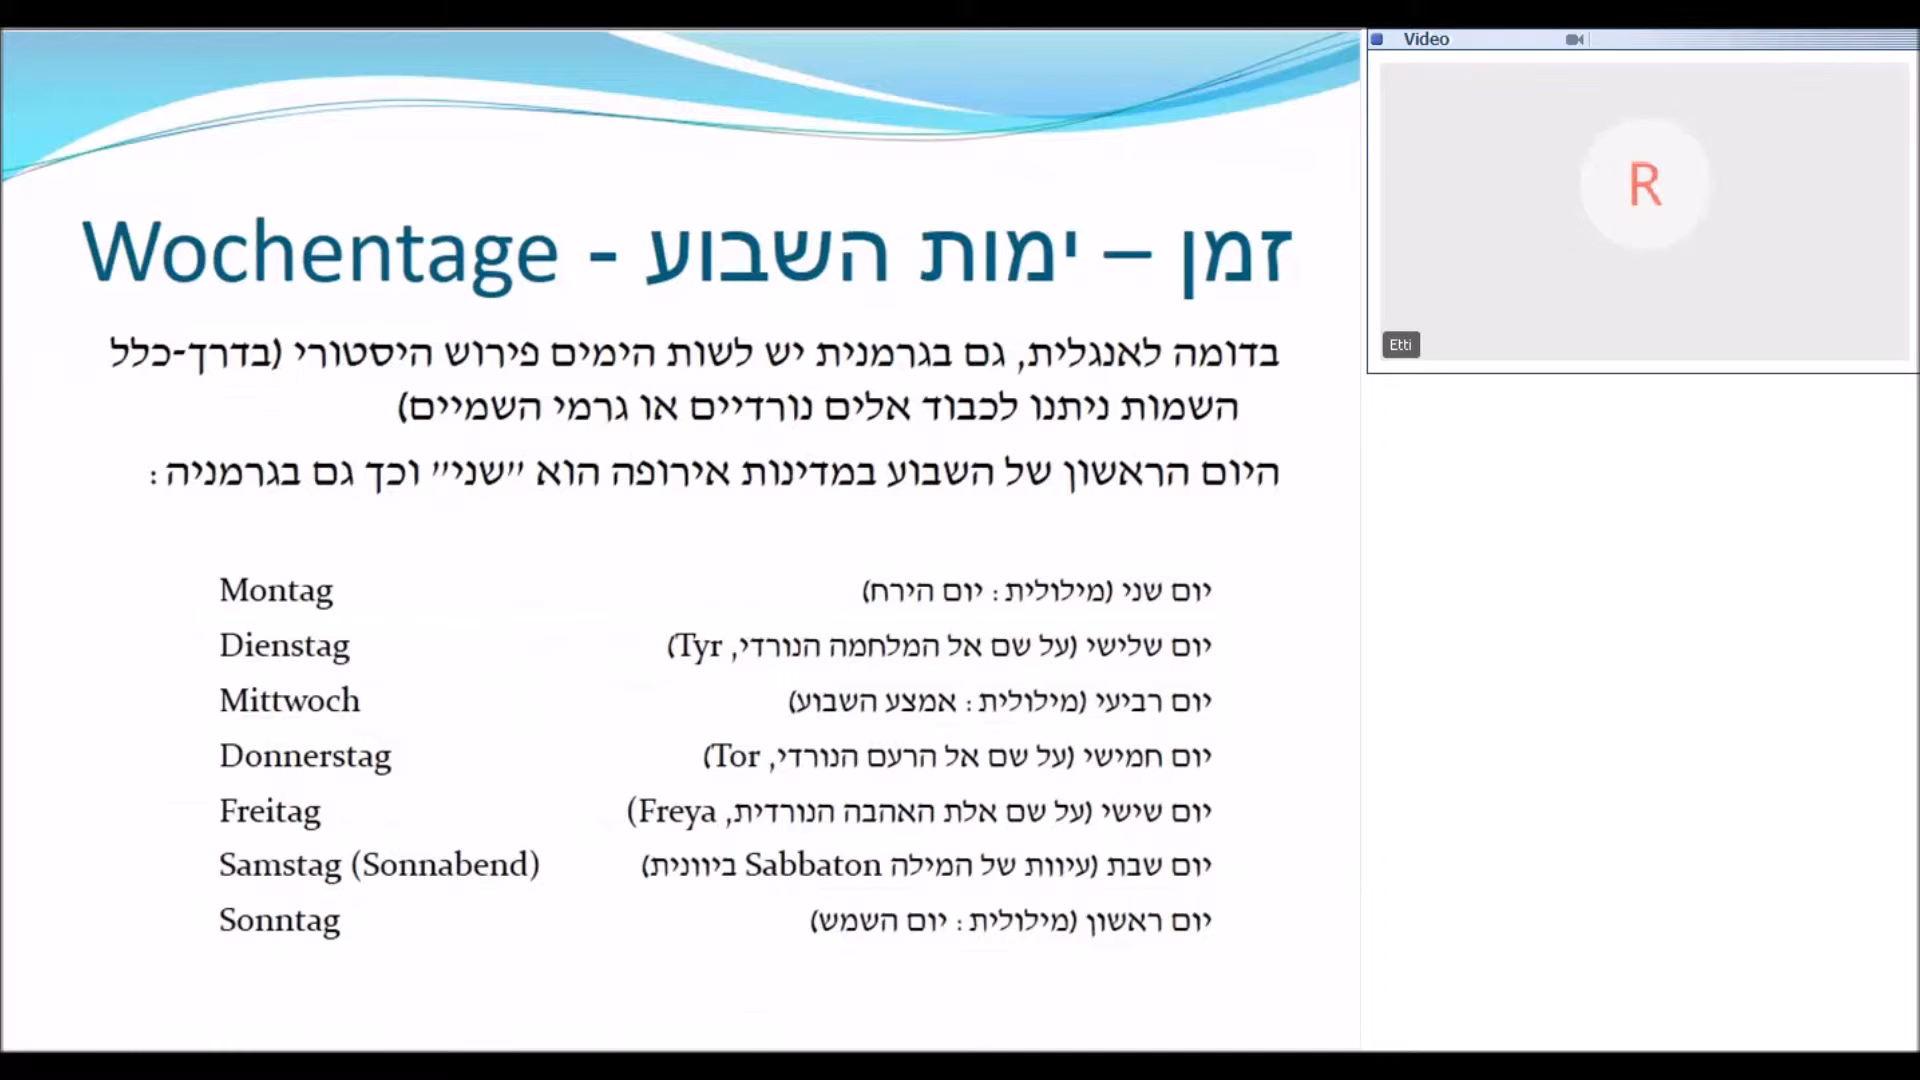 זמן – ימות השבוע - Wochentage
בדומה לאנגלית, גם בגרמנית יש לשות הימים פירוש היסטורי (בדרך-כלל
השמות ניתנו לכבוד אלים נורדיים או גרמי השמיים)
היום הראשון של השבוע במדינות אירופה הוא "שני" וכך גם בגרמניה :
Montag יום שני (מילולית : יום הירח)
Dienstag יום שלישי (על שם אל המלחמה הנורדי, Tyr)
Mittwoch יום רביעי (מילולית : אמצע השבוע)
Donnerstag יום חמישי (על שם אל הרעם הנורדי, Tor)
Freitag יום שישי (על שם אלת האהבה הנורדית, Freya)
Samstag (Sonnabend) יום שבת (עיוות של המילה Sabbaton ביוונית)
Sonntag יום ראשון (מילולית : יום השמש)
Video
R
Etti